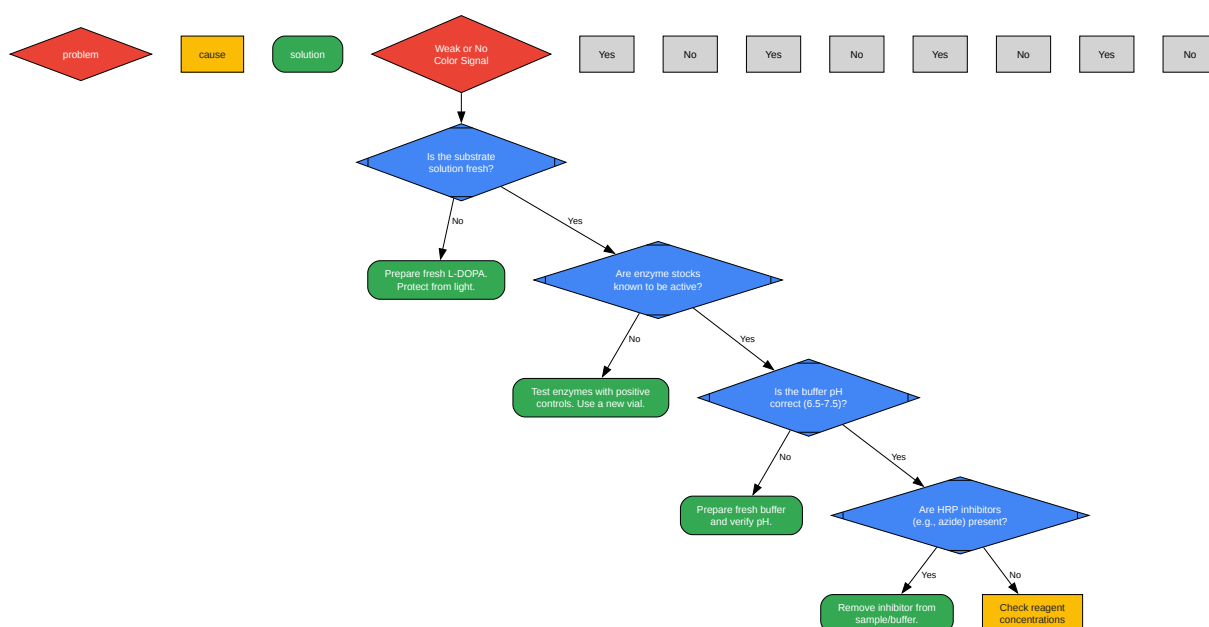 problem
cause
solution
Weak or No
Color Signal
Yes
No
Yes
No
Yes
No
Yes
No
Is the substrate
solution fresh?
No
Yes
Prepare fresh L-DOPA.
Protect from light.
Are enzyme stocks
known to be active?
No
Yes
Test enzymes with positive
controls. Use a new vial.
Is the buffer pH
correct (6.5-7.5)?
No
Yes
Prepare fresh buffer
and verify pH.
Are HRP inhibitors
(e.g., azide) present?
Yes
No
Remove inhibitor from
sample/buffer.
Check reagent
concentrations